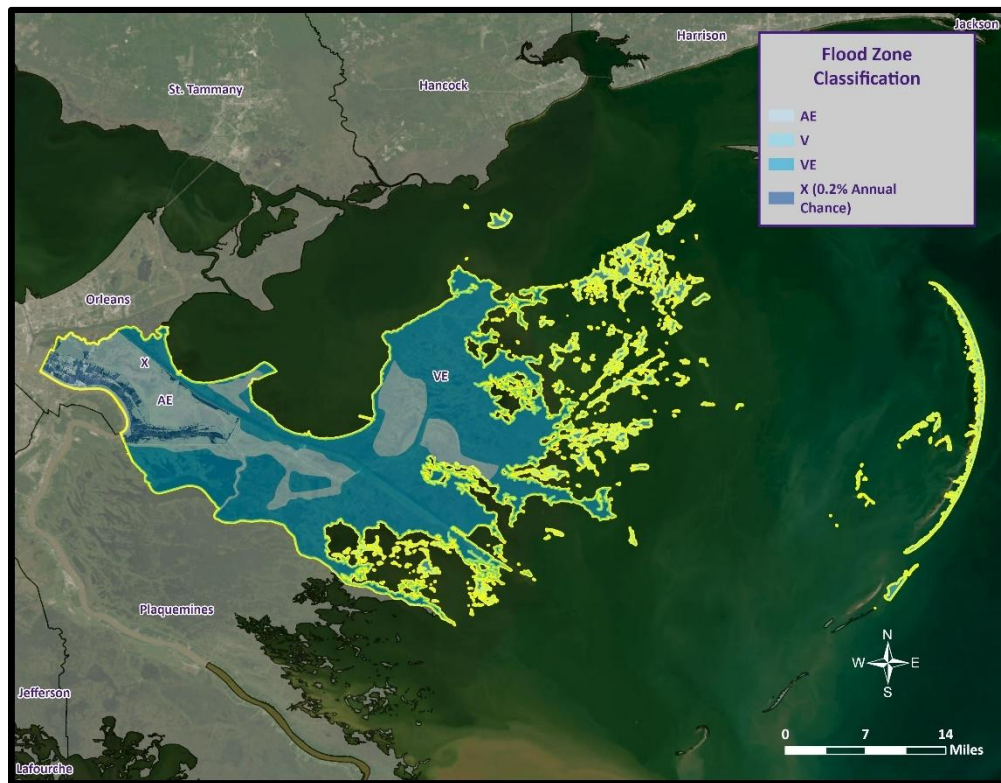 Jackson
Harrison
Flood Zone
Classification
AE
V
VE
X (0.2% Annual
Chance)
Hancock
St. Tammany
Orleans
X
VE
AE
Plaquemines
N
W E
S
Jefferson
0 7 14
Miles
Lafourche